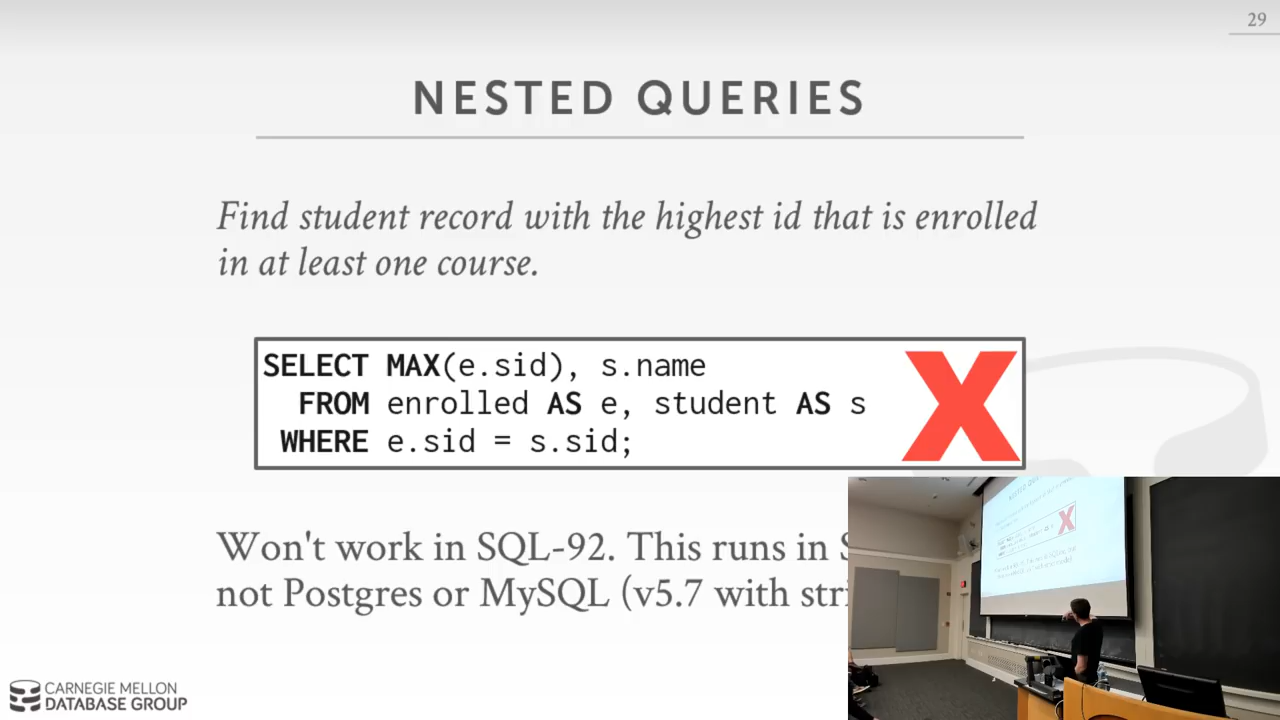 29
NESTED QUERIES
Find student record with the highest id that is enrolled
in at least one course.
SELECT MAX(e.sid), s.name
FROM enrolled AS e, student AS s
WHERE e.sid = s.sid;
X
Won't work in SQL-92. This runs in
not Postgres or MySQL (v5.7 with
CARNEGIE MELLON
DATABASE GROUP